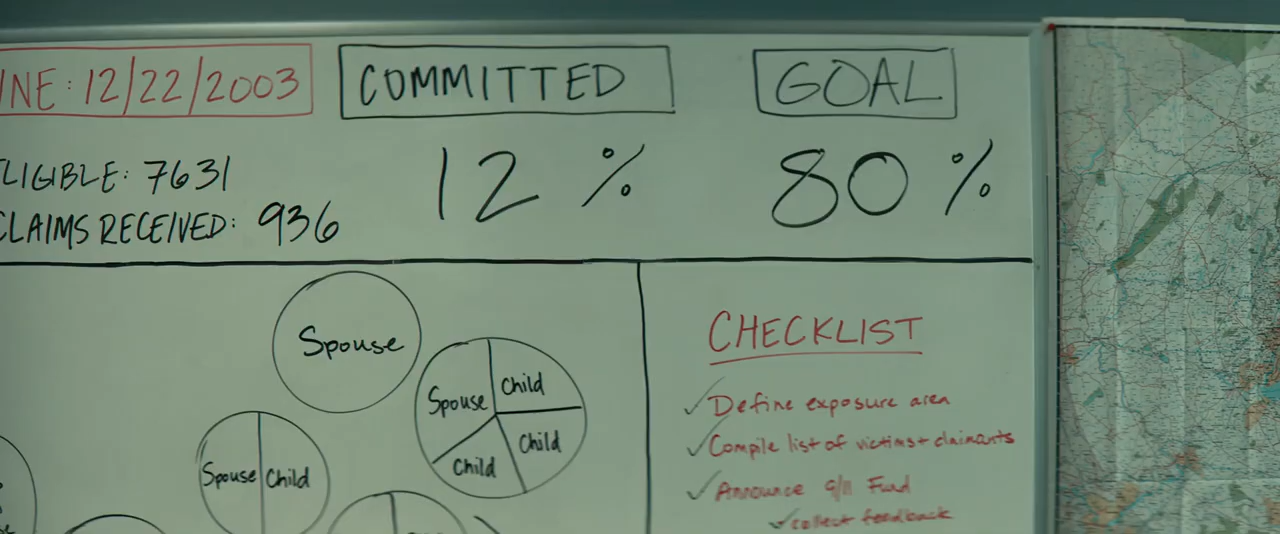 INE: 12/22/2003
COMMITTED
GOAL
LIGIBLE: 7631
CLAIMS RECEIVED: 936
12 %
80 %
Spouse
Spouse
Child
Child
Child
Spouse
Child
CHECKLIST
Define exposure area
Compile list of victims + claimants
Announce 9/11 Fund
collect feedback